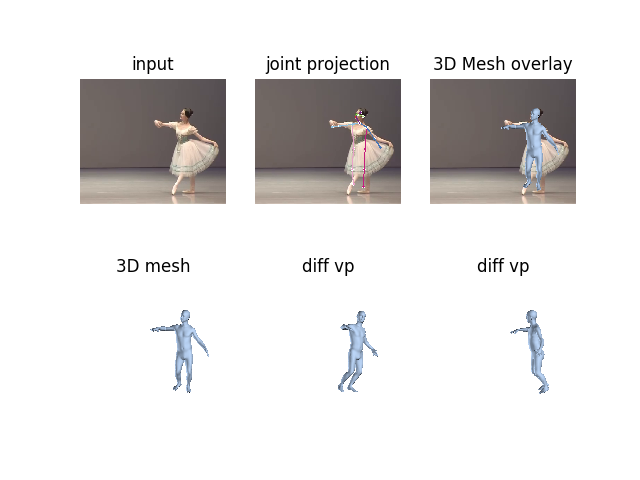 input
joint projection
3D Mesh overlay
3D mesh
diff vp
diff vp